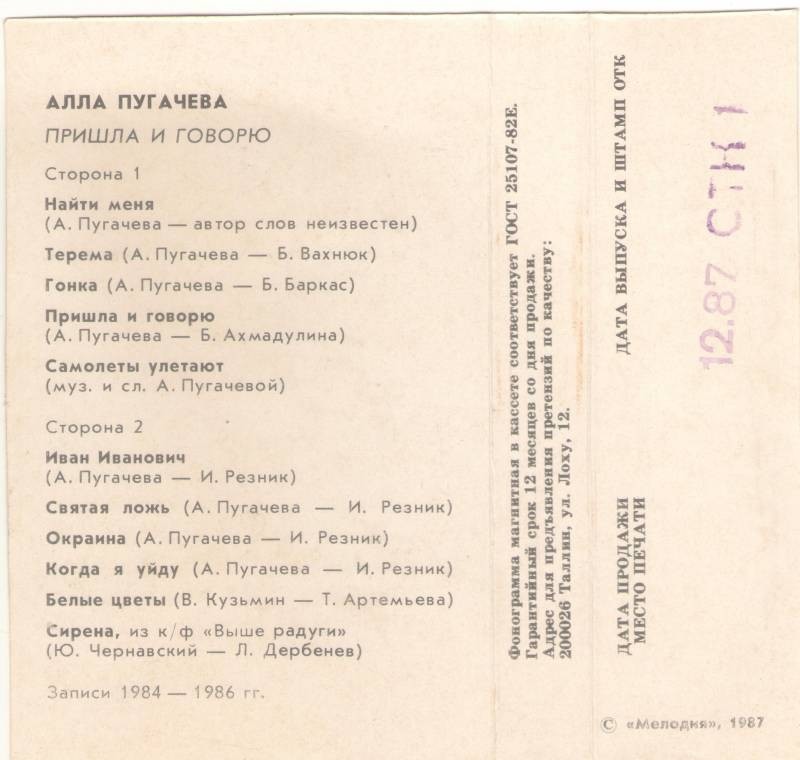 АЛЛА ПУГАЧЕВА
ПРИШЛА И ГОВОРЮ
Сторона 1
Найти меня
(А. Пугачева — автор слов неизвестен)
Терема (А. Пугачева — Б. Вахнюк)
Гонка (А. Пугачева — Б. Баркас)
Пришла и говорю
(А. Пугачева — Б. Ахмадулина)
Самолеты улетают
(муз. и сл. А. Пугачевой)
Сторона 2
Иван Иванович
(А. Пугачева — И. Резник)
Святая ложь (А. Пугачева — И. Резник)
Окраина (А. Пугачева — И. Резник)
Когда я уйду (А. Пугачева — И. Резник)
Белые цветы (В. Кузьмин — Т. Артемьева)
Сирена, из к/ф «Выше радуги»
(Ю. Чернавский — Л. Дербенев)
Записи 1984 — 1986 гг.
Фонограмма магнитная в кассете соответствует ГОСТ 25107-82Е.
Гарантийный срок 12 месяцев со дня продажи.
Адрес для предъявления претензий по качеству:
200026 Таллин, ул. Лоху, 12.
ДАТА ВЫПУСКА И ШТАМП ОТК
12.87 СТК 1
ДАТА ПРОДАЖИ
МЕСТО ПЕЧАТИ
© «Мелодия», 1987